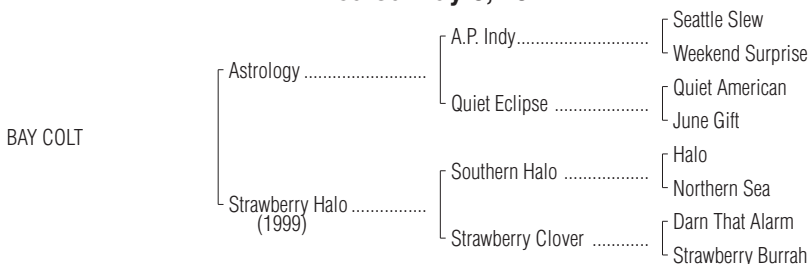 Seattle Slew
A.P. Indy............................
Weekend Surprise
Astrology ..........................
Quiet American
Quiet Eclipse ....................
June Gift
BAY COLT
Halo
Southern Halo ..................
Northern Sea
Strawberry Halo ................
(1999)
Darn That Alarm
Strawberry Clover ............
Strawberry Burrah